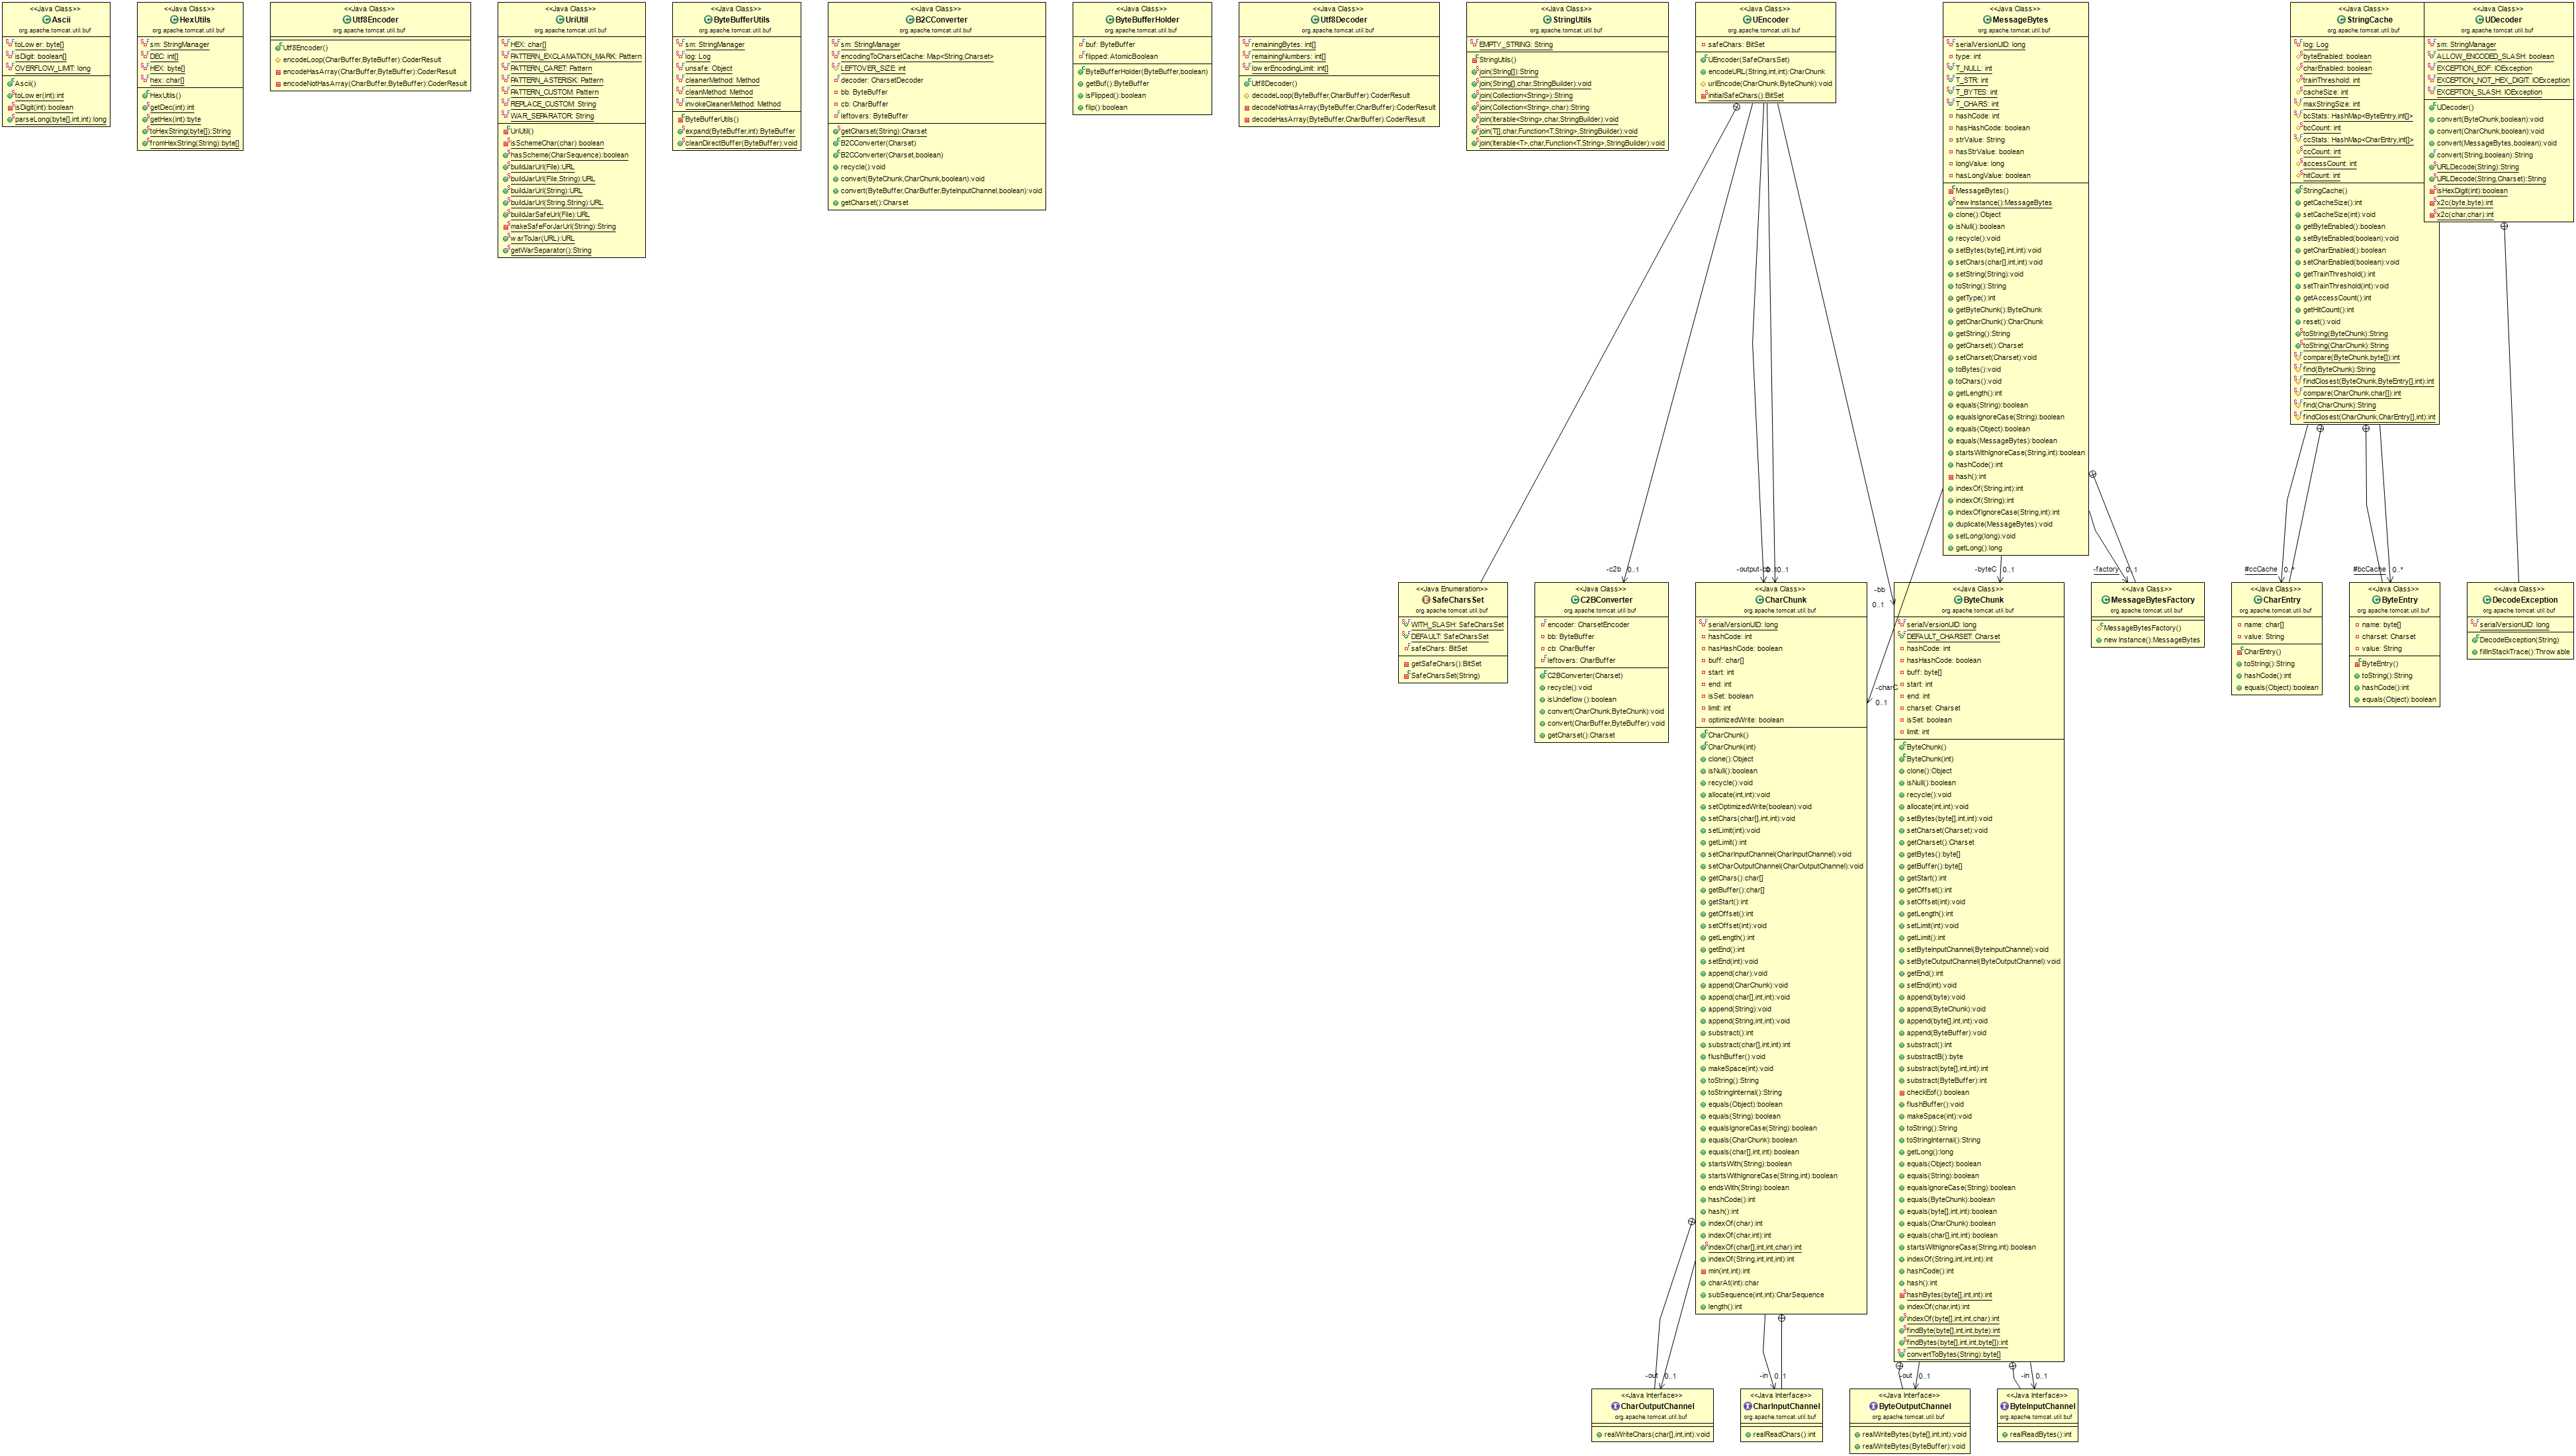 <<Java Class>>
Ascii
org.apache.tomcat.util.buf
toLower: byte[]
isDigit: boolean[]
OVERFLOW_LIMIT: long
Ascii()
toLower(int):int
isDigit(int):boolean
parseLong(byte[],int,int):long
<<Java Class>>
HexUtils
org.apache.tomcat.util.buf
sm: StringManager
DEC: int[]
HEX: byte[]
hex: char[]
HexUtils()
getDec(int):int
getHex(int):byte
toHexString(byte[]):String
fromHexString(String):byte[]
<<Java Class>>
Utf8Encoder
org.apache.tomcat.util.buf
Utf8Encoder()
encodeLoop(CharBuffer,ByteBuffer):CoderResult
encodeHasArray(CharBuffer,ByteBuffer):CoderResult
encodeNotHasArray(CharBuffer,ByteBuffer):CoderResult
<<Java Class>>
UriUtil
org.apache.tomcat.util.buf
HEX: char[]
PATTERN_EXCLAMATION_MARK: Pattern
PATTERN_CARET: Pattern
PATTERN_ASTERISK: Pattern
PATTERN_CUSTOM: Pattern
REPLACE_CUSTOM: String
WAR_SEPARATOR: String
UriUtil()
isSchemeChar(char):boolean
hasScheme(CharSequence):boolean
buildJarUrl(File):URL
buildJarUrl(File,String):URL
buildJarUrl(String):URL
buildJarUrl(String,String):URL
buildJarSafeUrl(File):URL
makeSafeForJarUrl(String):String
warToJar(URL):URL
getWarSeparator():String
<<Java Class>>
ByteBufferUtils
org.apache.tomcat.util.buf
sm: StringManager
log: Log
unsafe: Object
cleanerMethod: Method
cleanMethod: Method
invokeCleanerMethod: Method
ByteBufferUtils()
expand(ByteBuffer,int):ByteBuffer
cleanDirectBuffer(ByteBuffer):void
<<Java Class>>
B2CConverter
org.apache.tomcat.util.buf
sm: StringManager
encodingToCharsetCache: Map<String,Charset>
LEFTOVER_SIZE: int
decoder: CharsetDecoder
bb: ByteBuffer
cb: CharBuffer
leftovers: ByteBuffer
getCharset(String):Charset
B2CConverter(Charset)
B2CConverter(Charset,boolean)
recycle():void
convert(ByteChunk,CharChunk,boolean):void
convert(ByteBuffer,CharBuffer,ByteInputChannel,boolean):void
getCharset():Charset
<<Java Class>>
ByteBufferHolder
org.apache.tomcat.util.buf
buf: ByteBuffer
flipped: AtomicBoolean
ByteBufferHolder(ByteBuffer,boolean)
getBuf():ByteBuffer
isFlipped():boolean
flip():boolean
<<Java Class>>
Utf8Decoder
org.apache.tomcat.util.buf
remainingBytes: int[]
remainingNumbers: int[]
lowerEncodingLimit: int[]
Utf8Decoder()
decodeLoop(ByteBuffer,CharBuffer):CoderResult
decodeNotHasArray(ByteBuffer,CharBuffer):CoderResult
decodeHasArray(ByteBuffer,CharBuffer):CoderResult
<<Java Class>>
StringUtils
org.apache.tomcat.util.buf
EMPTY_STRING: String
StringUtils()
join(String[]):String
join(String[],char,StringBuilder):void
join(Collection<String>):String
join(Collection<String>,char):String
join(Iterable<String>,char,StringBuilder):void
join(T[],char,Function<T,String>,StringBuilder):void
join(Iterable<T>,char,Function<T,String>,StringBuilder):void
<<Java Class>>
UEncoder
org.apache.tomcat.util.buf
safeChars: BitSet
UEncoder(SafeCharsSet)
encodeURL(String,int,int):CharChunk
urlEncode(CharChunk,ByteChunk):void
initialSafeChars():BitSet
<<Java Class>>
MessageBytes
org.apache.tomcat.util.buf
serialVersionUID: long
type: int
T_NULL: int
T_STR: int
T_BYTES: int
T_CHARS: int
hashCode: int
hasHashCode: boolean
strValue: String
hasStrValue: boolean
longValue: long
hasLongValue: boolean
MessageBytes()
newInstance():MessageBytes
clone():Object
isNull():boolean
recycle():void
setBytes(byte[],int,int):void
setChars(char[],int,int):void
setString(String):void
toString():String
getType():int
getByteChunk():ByteChunk
getCharChunk():CharChunk
getString():String
getCharset():Charset
setCharset(Charset):void
toBytes():void
toChars():void
getLength():int
equals(String):boolean
equalsIgnoreCase(String):boolean
equals(Object):boolean
equals(MessageBytes):boolean
startsWithIgnoreCase(String,int):boolean
hashCode():int
hash():int
indexOf(String,int):int
indexOf(String):int
indexOfIgnoreCase(String,int):int
duplicate(MessageBytes):void
setLong(long):void
getLong():long
<<Java Class>>
StringCache
org.apache.tomcat.util.buf
log: Log
byteEnabled: boolean
charEnabled: boolean
trainThreshold: int
cacheSize: int
maxStringSize: int
bcStats: HashMap<ByteEntry,int[]>
bcCount: int
ccStats: HashMap<CharEntry,int[]>
ccCount: int
accessCount: int
hitCount: int
StringCache()
getCacheSize():int
setCacheSize(int):void
getByteEnabled():boolean
setByteEnabled(boolean):void
getCharEnabled():boolean
setCharEnabled(boolean):void
getTrainThreshold():int
setTrainThreshold(int):void
getAccessCount():int
getHitCount():int
reset():void
toString(ByteChunk):String
toString(CharChunk):String
compare(ByteChunk,byte[]):int
find(ByteChunk):String
findClosest(ByteChunk,ByteEntry[],int):int
compare(CharChunk,char[]):int
find(CharChunk):String
findClosest(CharChunk,CharEntry[],int):int
<<Java Class>>
UDecoder
org.apache.tomcat.util.buf
sm: StringManager
ALLOW_ENCODED_SLASH: boolean
EXCEPTION_EOF: IOException
EXCEPTION_NOT_HEX_DIGIT: IOException
EXCEPTION_SLASH: IOException
UDecoder()
convert(ByteChunk,boolean):void
convert(CharChunk,boolean):void
convert(MessageBytes,boolean):void
convert(String,boolean):String
URLDecode(String):String
URLDecode(String,Charset):String
isHexDigit(int):boolean
x2c(byte,byte):int
x2c(char,char):int
-c2b 0..1
-output
0..1
-bb
0..1
-charC
0..1
-byteC 0..1
-factory 0..1
#ccCache 0..*
#bcCache 0..*
<<Java Enumeration>>
SafeCharsSet
org.apache.tomcat.util.buf
WITH_SLASH: SafeCharsSet
DEFAULT: SafeCharsSet
safeChars: BitSet
getSafeChars():BitSet
SafeCharsSet(String)
<<Java Class>>
C2BConverter
org.apache.tomcat.util.buf
encoder: CharsetEncoder
bb: ByteBuffer
cb: CharBuffer
leftovers: CharBuffer
C2BConverter(Charset)
recycle():void
isUndeflow():boolean
convert(CharChunk,ByteChunk):void
convert(CharBuffer,ByteBuffer):void
getCharset():Charset
<<Java Class>>
CharChunk
org.apache.tomcat.util.buf
serialVersionUID: long
hashCode: int
hasHashCode: boolean
buff: char[]
start: int
end: int
isSet: boolean
limit: int
optimizedWrite: boolean
CharChunk()
CharChunk(int)
clone():Object
isNull():boolean
recycle():void
allocate(int,int):void
setOptimizedWrite(boolean):void
setChars(char[],int,int):void
setLimit(int):void
getLimit():int
setCharInputChannel(CharInputChannel):void
setCharOutputChannel(CharOutputChannel):void
getChars():char[]
getBuffer():char[]
getStart():int
getOffset():int
setOffset(int):void
getLength():int
getEnd():int
setEnd(int):void
append(char):void
append(CharChunk):void
append(char[],int,int):void
append(String):void
append(String,int,int):void
substract():int
substract(char[],int,int):int
flushBuffer():void
makeSpace(int):void
toString():String
toStringInternal():String
equals(Object):boolean
equals(String):boolean
equalsIgnoreCase(String):boolean
equals(CharChunk):boolean
equals(char[],int,int):boolean
startsWith(String):boolean
startsWithIgnoreCase(String,int):boolean
endsWith(String):boolean
hashCode():int
hash():int
indexOf(char):int
indexOf(char,int):int
indexOf(char[],int,int,char):int
indexOf(String,int,int,int):int
min(int,int):int
charAt(int):char
subSequence(int,int):CharSequence
length():int
<<Java Class>>
ByteChunk
org.apache.tomcat.util.buf
serialVersionUID: long
DEFAULT_CHARSET: Charset
hashCode: int
hasHashCode: boolean
buff: byte[]
start: int
end: int
charset: Charset
isSet: boolean
limit: int
ByteChunk()
ByteChunk(int)
clone():Object
isNull():boolean
recycle():void
allocate(int,int):void
setBytes(byte[],int,int):void
setCharset(Charset):void
getCharset():Charset
getBytes():byte[]
getBuffer():byte[]
getStart():int
getOffset():int
setOffset(int):void
getLength():int
setLimit(int):void
getLimit():int
setByteInputChannel(ByteInputChannel):void
setByteOutputChannel(ByteOutputChannel):void
getEnd():int
setEnd(int):void
append(byte):void
append(ByteChunk):void
append(byte[],int,int):void
append(ByteBuffer):void
substract():int
substractB():byte
substract(byte[],int,int):int
substract(ByteBuffer):int
checkEof():boolean
flushBuffer():void
makeSpace(int):void
toString():String
toStringInternal():String
getLong():long
equals(Object):boolean
equals(String):boolean
equalsIgnoreCase(String):boolean
equals(ByteChunk):boolean
equals(byte[],int,int):boolean
equals(CharChunk):boolean
equals(char[],int,int):boolean
startsWithIgnoreCase(String,int):boolean
indexOf(String,int,int,int):int
hashCode():int
hash():int
hashBytes(byte[],int,int):int
indexOf(char,int):int
indexOf(byte[],int,int,char):int
findByte(byte[],int,int,byte):int
findBytes(byte[],int,int,byte[]):int
convertToBytes(String):byte[]
<<Java Class>>
MessageBytesFactory
org.apache.tomcat.util.buf
MessageBytesFactory()
newInstance():MessageBytes
<<Java Class>>
CharEntry
org.apache.tomcat.util.buf
name: char[]
value: String
CharEntry()
toString():String
hashCode():int
equals(Object):boolean
<<Java Class>>
ByteEntry
org.apache.tomcat.util.buf
name: byte[]
charset: Charset
value: String
ByteEntry()
toString():String
hashCode():int
equals(Object):boolean
<<Java Class>>
DecodeException
org.apache.tomcat.util.buf
serialVersionUID: long
DecodeException(String)
fillInStackTrace():Throwable
-out 0..1
-in 0..1
-out 0..1
-in 0..1
<<Java Interface>>
CharOutputChannel
org.apache.tomcat.util.buf
realWriteChars(char[],int,int):void
<<Java Interface>>
CharInputChannel
org.apache.tomcat.util.buf
realReadChars():int
<<Java Interface>>
ByteOutputChannel
org.apache.tomcat.util.buf
realWriteBytes(byte[],int,int):void
realWriteBytes(ByteBuffer):void
<<Java Interface>>
ByteInputChannel
org.apache.tomcat.util.buf
realReadBytes():int